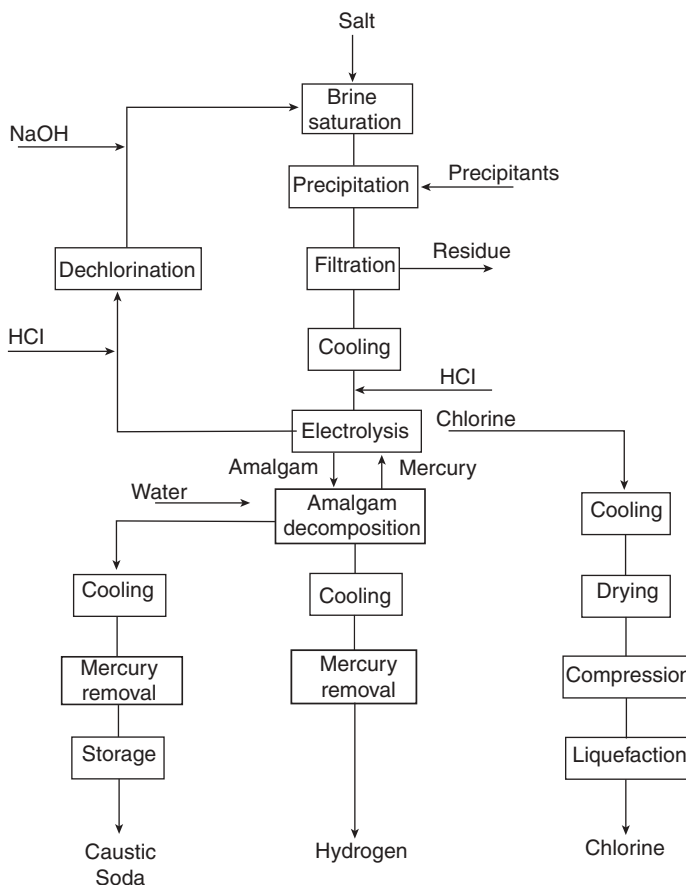 Salt
Brine
saturation
NaOH
Precipitation
Precipitants
Dechlorination
Filtration
Residue
HCl
Cooling
HCl
Electrolysis
Chlorine
Amalgam
Mercury
Water
Amalgam
decomposition
Cooling
Cooling
Cooling
Drying
Mercury
removal
Mercury
removal
Compression
Storage
Liquefaction
Caustic
Soda
Hydrogen
Chlorine